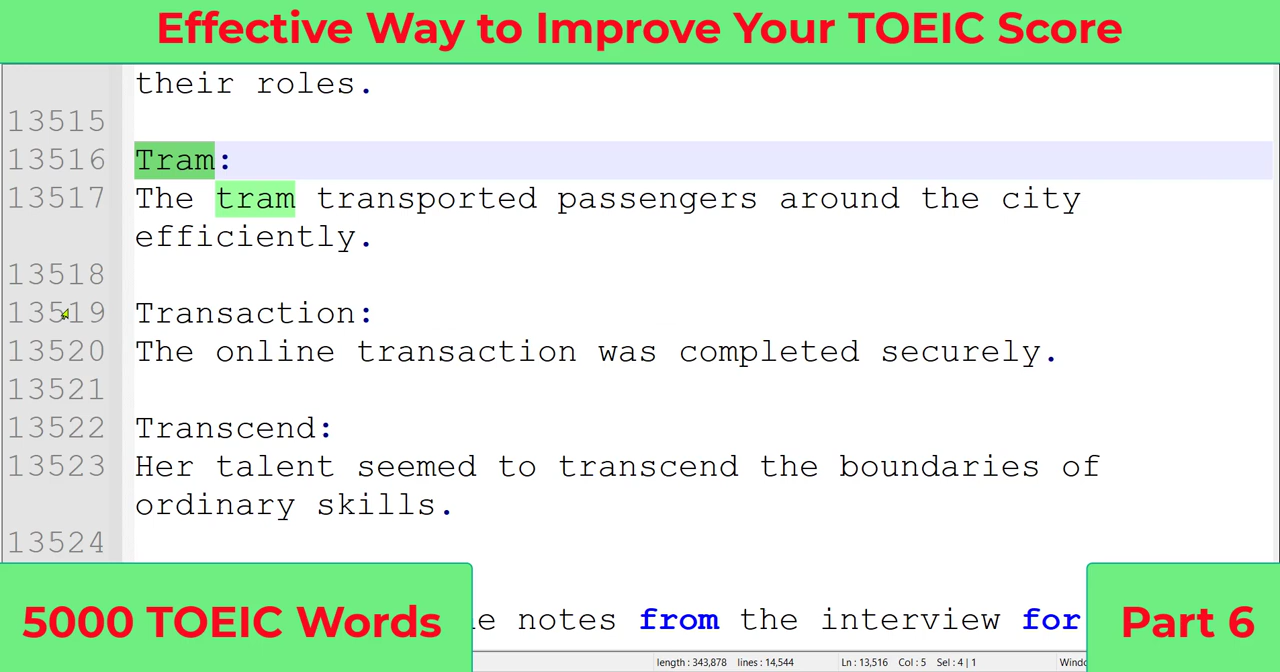 Effective Way to Improve Your TOEIC Score
their roles.
13515
13516 Tram:
13517 The tram transported passengers around the city
efficiently.
13518
13519 Transaction:
13520 The online transaction was completed securely.
13521
13522 Transcend:
13523 Her talent seemed to transcend the boundaries of
ordinary skills.
13524
notes from the interview for
5000 TOEIC Words
Part 6
length : 343,878 lines : 14,544 Ln : 13,516 Col : 5 Sel : 4 | 1